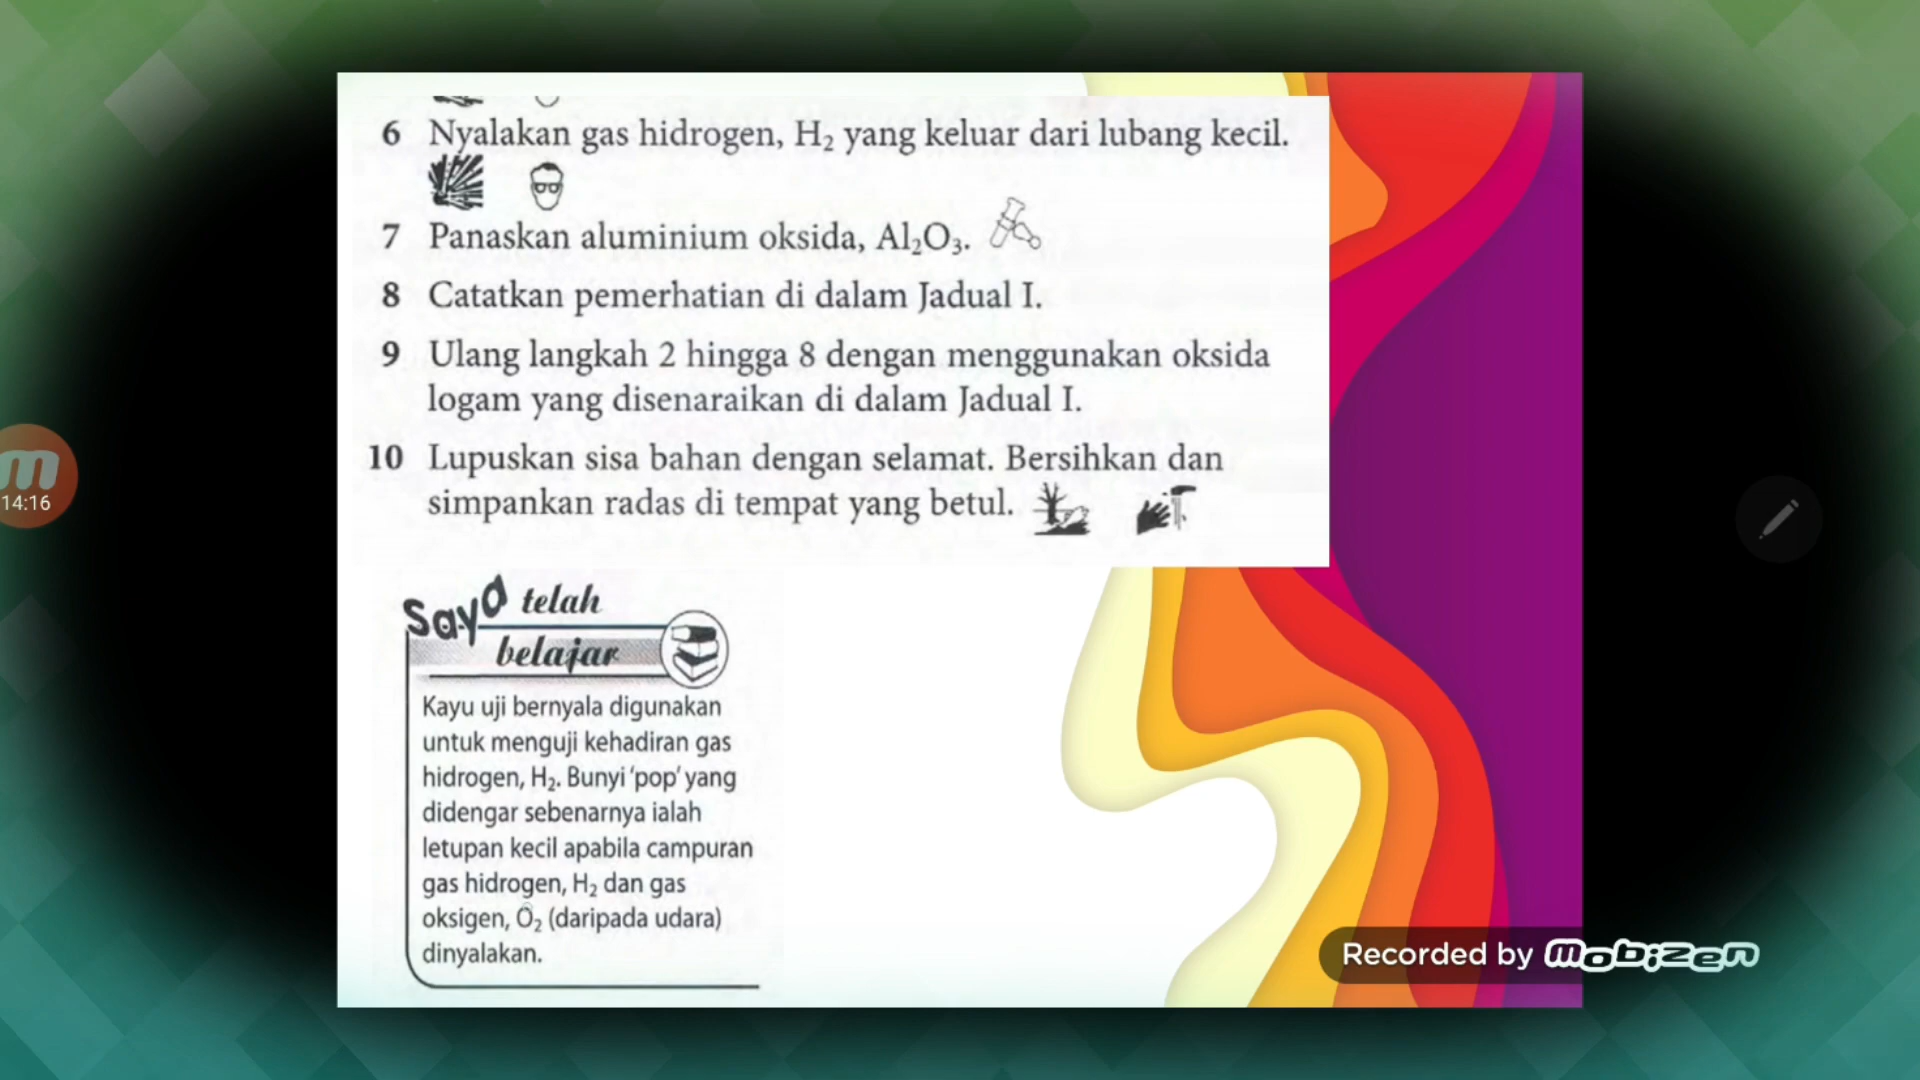 6 Nyalakan gas hidrogen, H₂ yang keluar dari lubang kecil.
7 Panaskan aluminium oksida, Al₂O₃.
8 Catatkan pemerhatian di dalam Jadual I.
9 Ulang langkah 2 hingga 8 dengan menggunakan oksida
logam yang disenaraikan di dalam Jadual I.
10 Lupuskan sisa bahan dengan selamat. Bersihkan dan
simpankan radas di tempat yang betul.
Saya telah
belajar
Kayu uji bernyala digunakan
untuk menguji kehadiran gas
hidrogen, H₂. Bunyi 'pop' yang
didengar sebenarnya ialah
letupan kecil apabila campuran
gas hidrogen, H₂ dan gas
oksigen, O₂ (daripada udara)
dinyalakan.
m
14:16
Recorded by mobizen